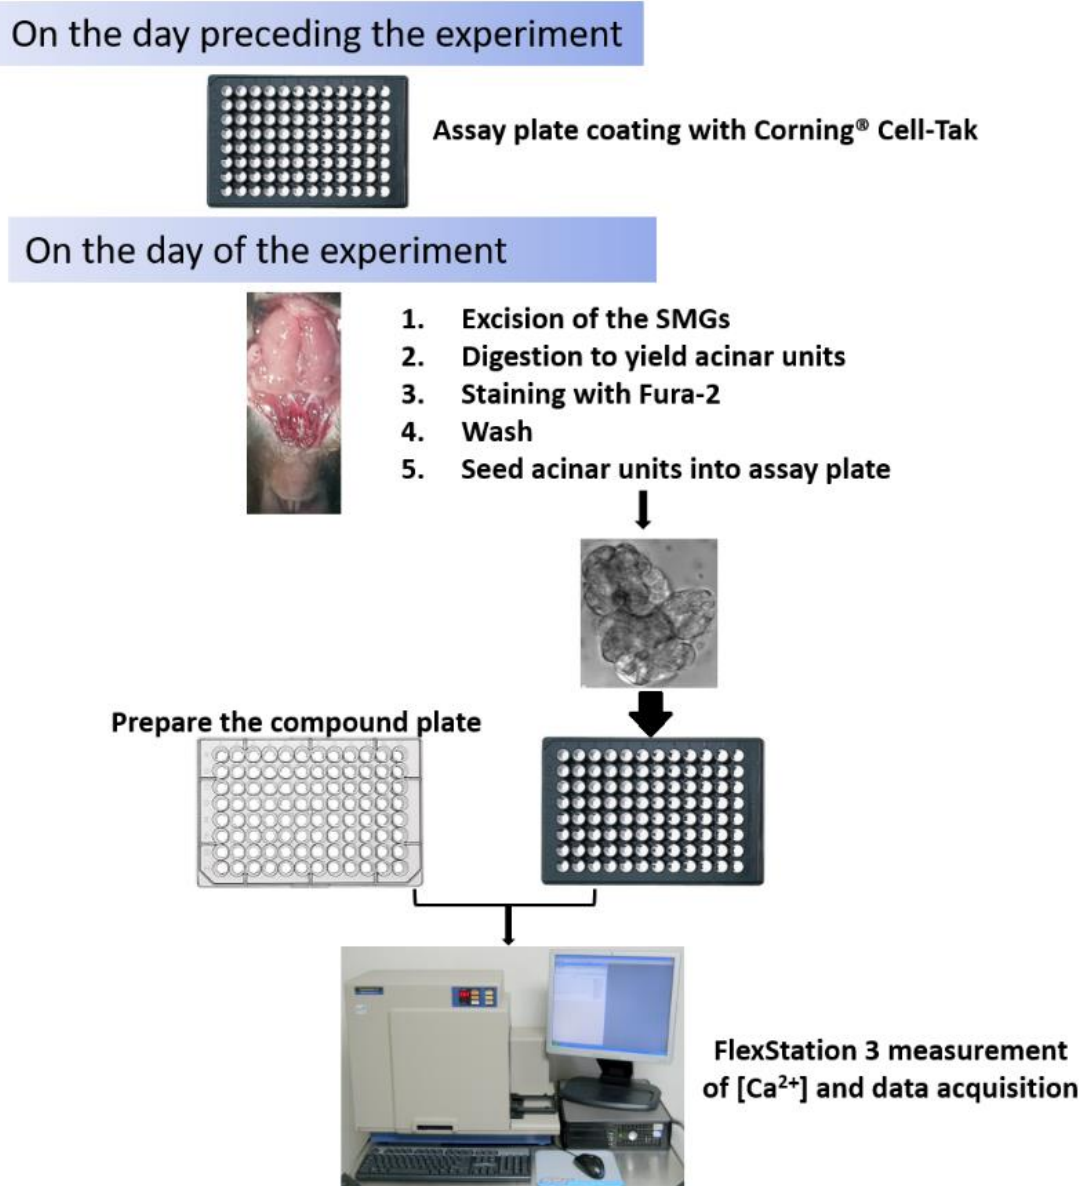 On the day preceding the experiment
Assay plate coating with Corning® Cell-Tak
On the day of the experiment
1. Excision of the SMGs
2. Digestion to yield acinar units
3. Staining with Fura-2
4. Wash
5. Seed acinar units into assay plate
Prepare the compound plate
FlexStation 3 measurement
of [Ca²⁺] and data acquisition